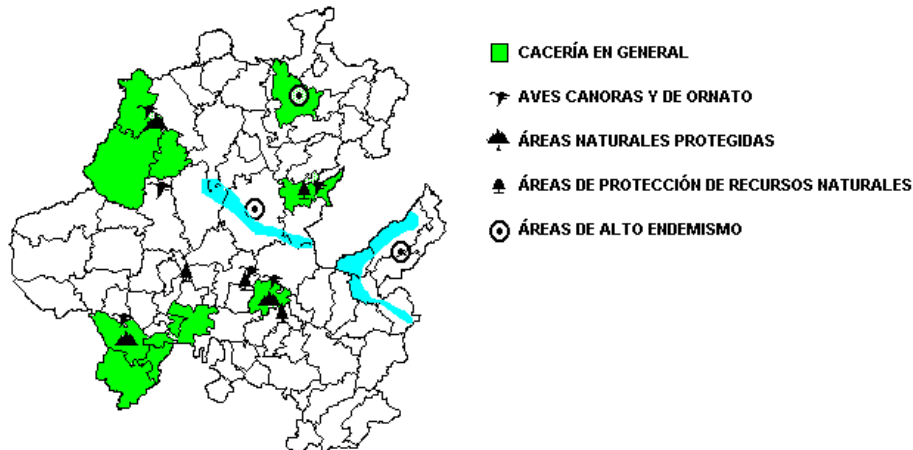 CACERÍA EN GENERAL
AVES CANORAS Y DE ORNATO
ÁREAS NATURALES PROTEGIDAS
ÁREAS DE PROTECCIÓN DE RECURSOS NATURALES
ÁREAS DE ALTO ENDEMISMO